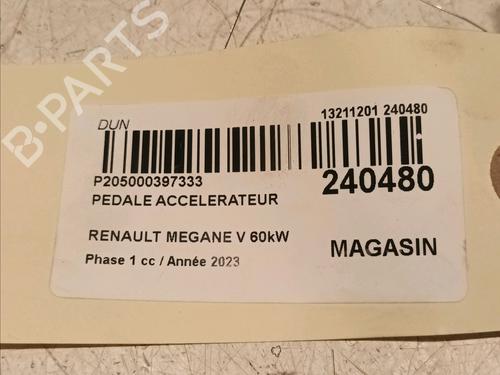 B-PARTS
DUN
13211201 240480
P205000397333
240480
PEDALE ACCELERATEUR
RENAULT MEGANE V 60kW
MAGASIN
Phase 1 cc / Année 2023